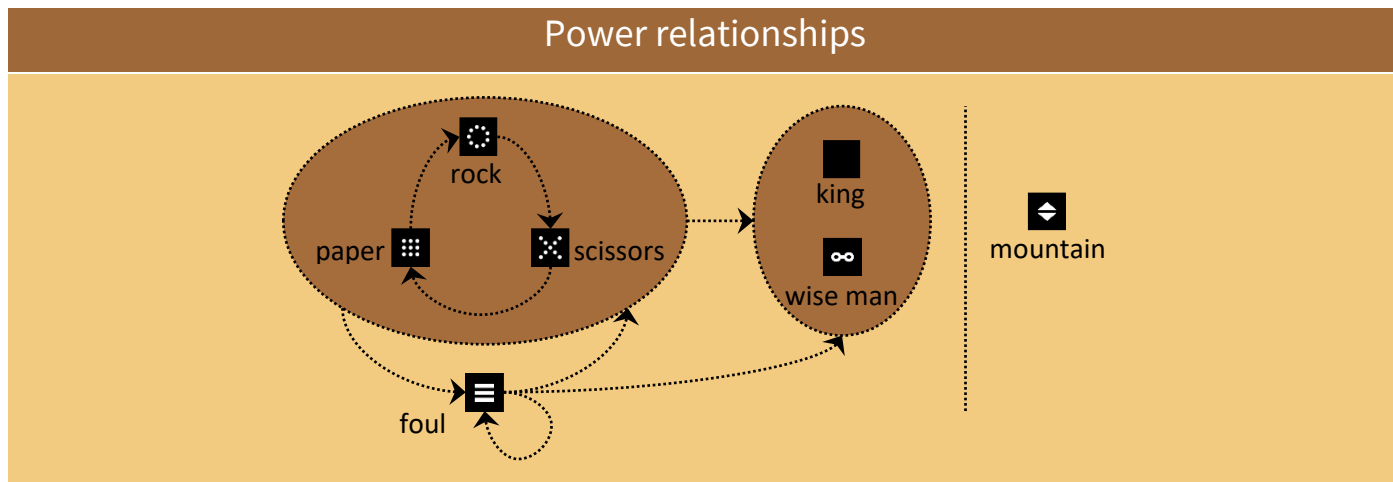 Power relationships
rock
paper
scissors
king
wise man
mountain
foul